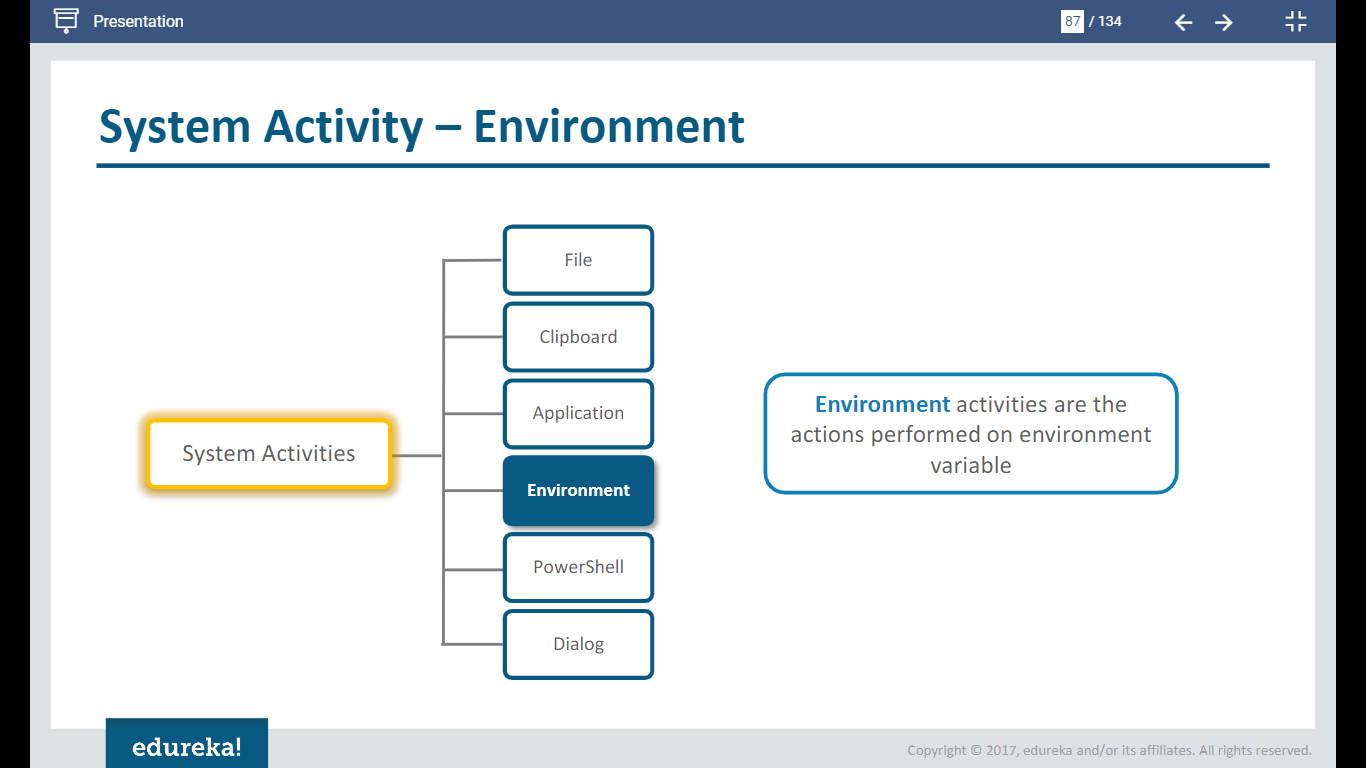 Presentation
87 / 134
System Activity – Environment
File
Clipboard
Application
System Activities
Environment
PowerShell
Dialog
Environment activities are the
actions performed on environment
variable
edureka!
Copyright © 2017, edureka and/or its affiliates. All rights reserved.